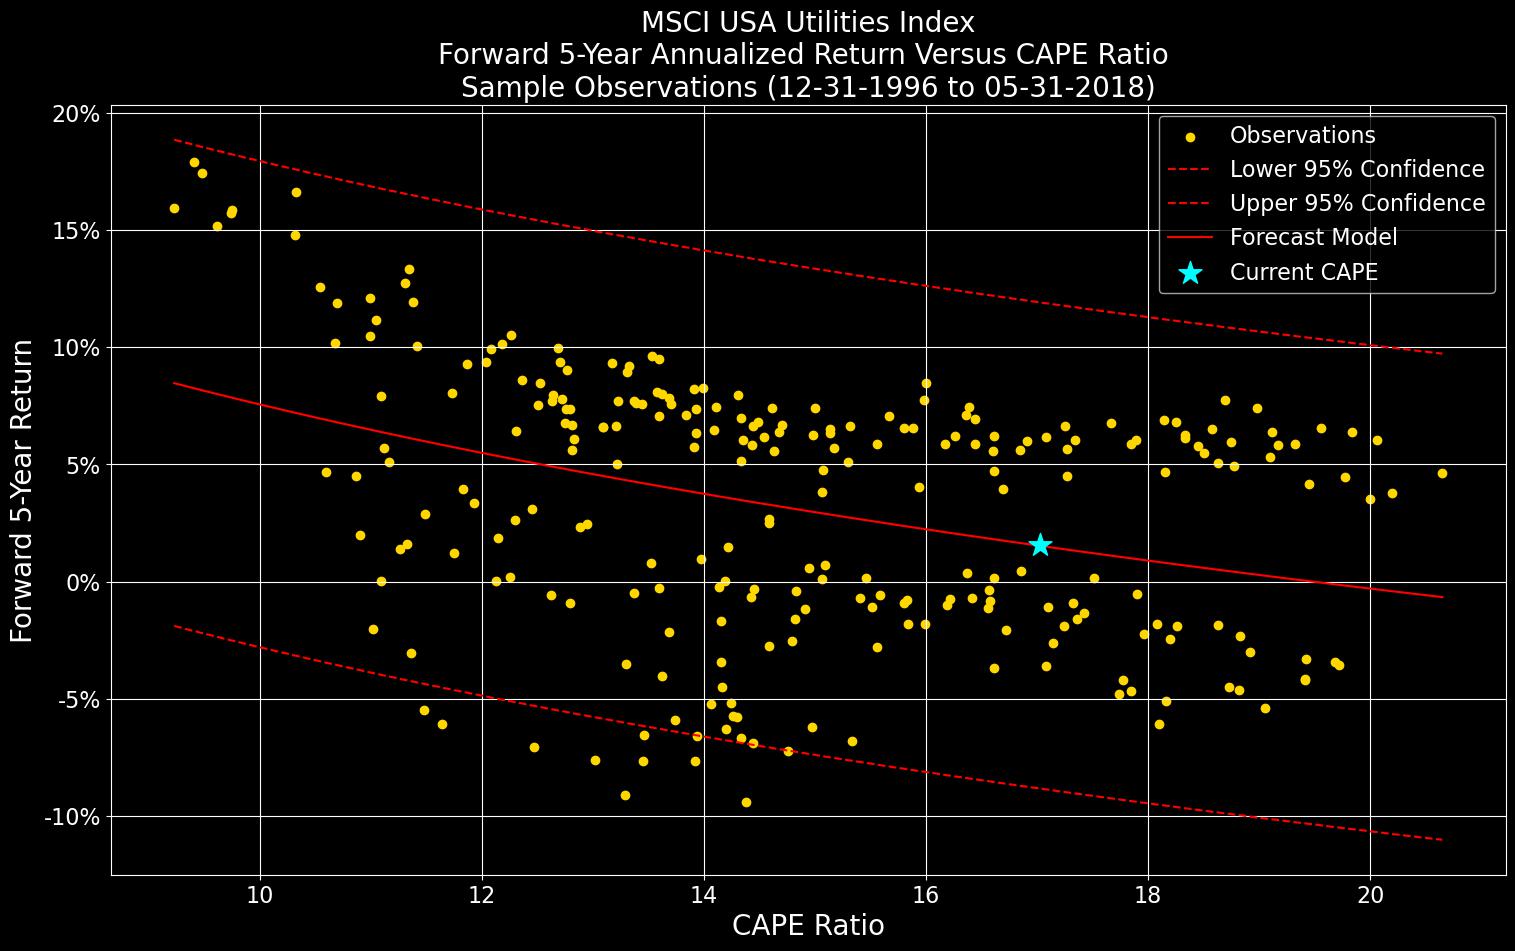 MSCI USA Utilities Index
Forward 5-Year Annualized Return Versus CAPE Ratio
Sample Observations (12-31-1996 to 05-31-2018)
Observations
Lower 95% Confidence
Upper 95% Confidence
Forecast Model
Current CAPE
Forward 5-Year Return
20%
15%
10%
5%
0%
-5%
-10%
10 12 14 16 18 20
CAPE Ratio